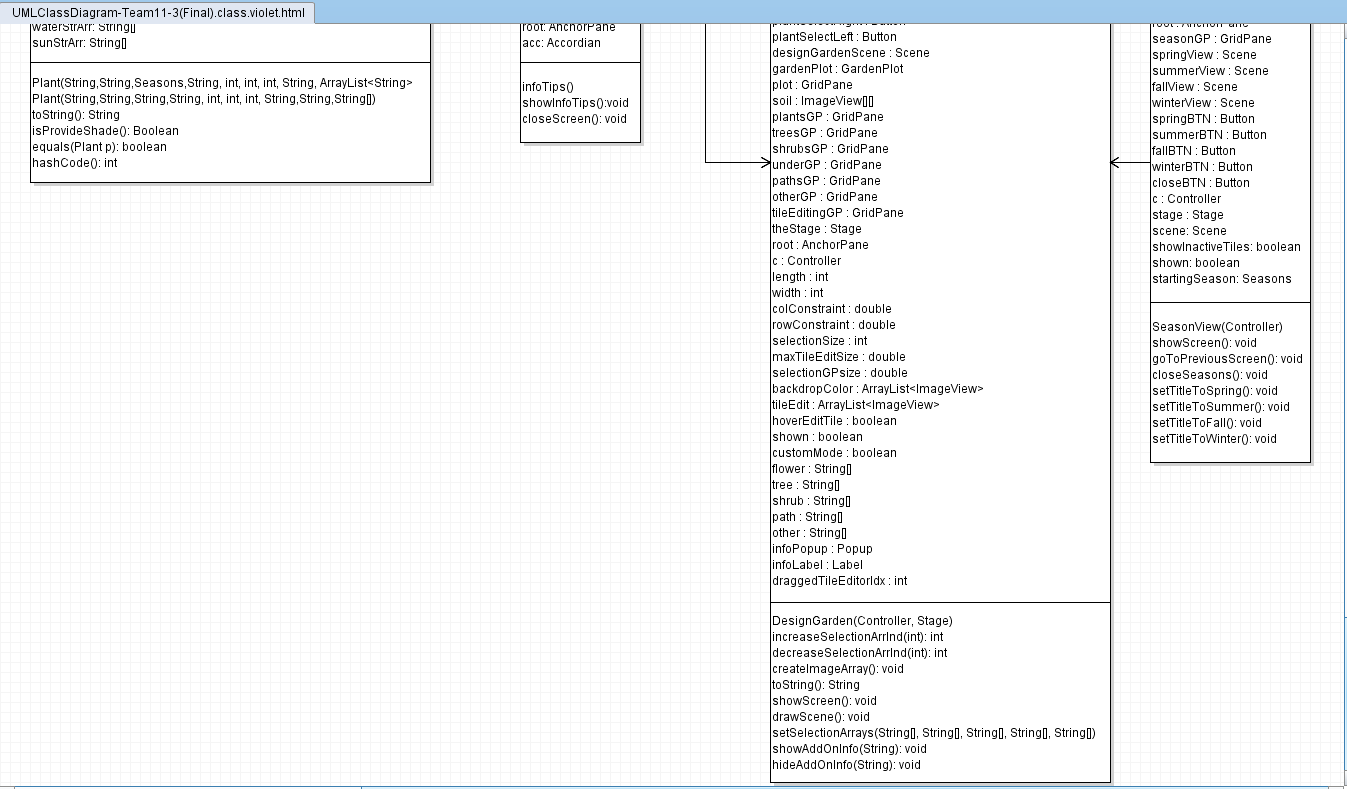 UMLClassDiagram-Team11-3(Final).class.violet.html
waterStrArr: String[]
sunStrArr: String[]
Plant(String,String,Seasons,String, int, int, int, String, ArrayList<String>
Plant(String,String,String,String, int, int, int, String,String,String[])
toString(): String
isProvideShade(): Boolean
equals(Plant p): boolean
hashCode(): int
root: AnchorPane
acc: Accordian
infoTips()
showInfoTips():void
closeScreen(): void
plantSelectRight : Button
plantSelectLeft : Button
designGardenScene : Scene
gardenPlot : GardenPlot
plot : GridPane
soil : ImageView[][]
plantsGP : GridPane
treesGP : GridPane
shrubsGP : GridPane
underGP : GridPane
pathsGP : GridPane
otherGP : GridPane
tileEditingGP : GridPane
theStage : Stage
root : AnchorPane
c : Controller
length : int
width : int
colConstraint : double
rowConstraint : double
selectionSize : int
maxTileEditSize : double
selectionGPsize : double
backdropColor : ArrayList<ImageView>
tileEdit : ArrayList<ImageView>
hoverEditTile : boolean
shown : boolean
customMode : boolean
flower : String[]
tree : String[]
shrub : String[]
path : String[]
other : String[]
infoPopup : Popup
infoLabel : Label
draggedTileEditorIdx : int
DesignGarden(Controller, Stage)
increaseSelectionArrInd(int): int
decreaseSelectionArrInd(int): int
createImageArray(): void
toString(): String
showScreen(): void
drawScene(): void
setSelectionArrays(String[], String[], String[], String[], String[])
showAddOnInfo(String): void
hideAddOnInfo(String): void
root : AnchorPane
seasonGP : GridPane
springView : Scene
summerView : Scene
fallView : Scene
winterView : Scene
springBTN : Button
summerBTN : Button
fallBTN : Button
winterBTN : Button
closeBTN : Button
c : Controller
stage : Stage
scene: Scene
showInactiveTiles: boolean
shown: boolean
startingSeason: Seasons
SeasonView(Controller)
showScreen(): void
goToPreviousScreen(): void
closeSeasons(): void
setTitleToSpring(): void
setTitleToSummer(): void
setTitleToFall(): void
setTitleToWinter(): void